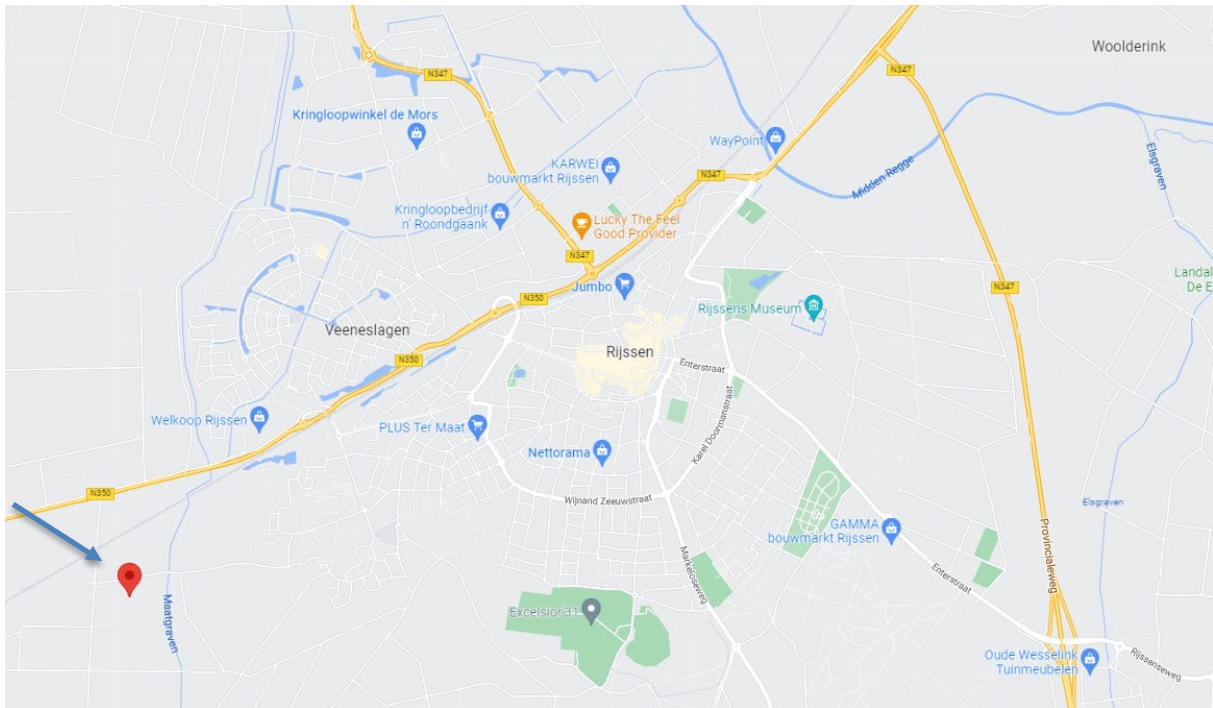 Woolderink
N347
N347
Kringloopwinkel de Mors
WayPoint
Elsgraven
KARWEI
bouwmarkt Rijssen
N347
Midden Regge
Kringloopbedrijf
n' Roondgaank
Lucky The Feel
Good Provider
N347
Landal
De E
Jumbo
N347
N350
Rijssens Museum
Veeneslagen
Rijssen
N350
Enterstraat
Karel Doormanstraat
Welkoop Rijssen
PLUS Ter Maat
Nettorama
N350
Wijnand Zeeuwstraat
Elsgraven
GAMMA
bouwmarkt Rijssen
Provincialeweg
Markeloseweg
Enterstraat
Maatgraven
Excelsior'31
Oude Wesselink
Tuinmeubelen
Rijssenseweg